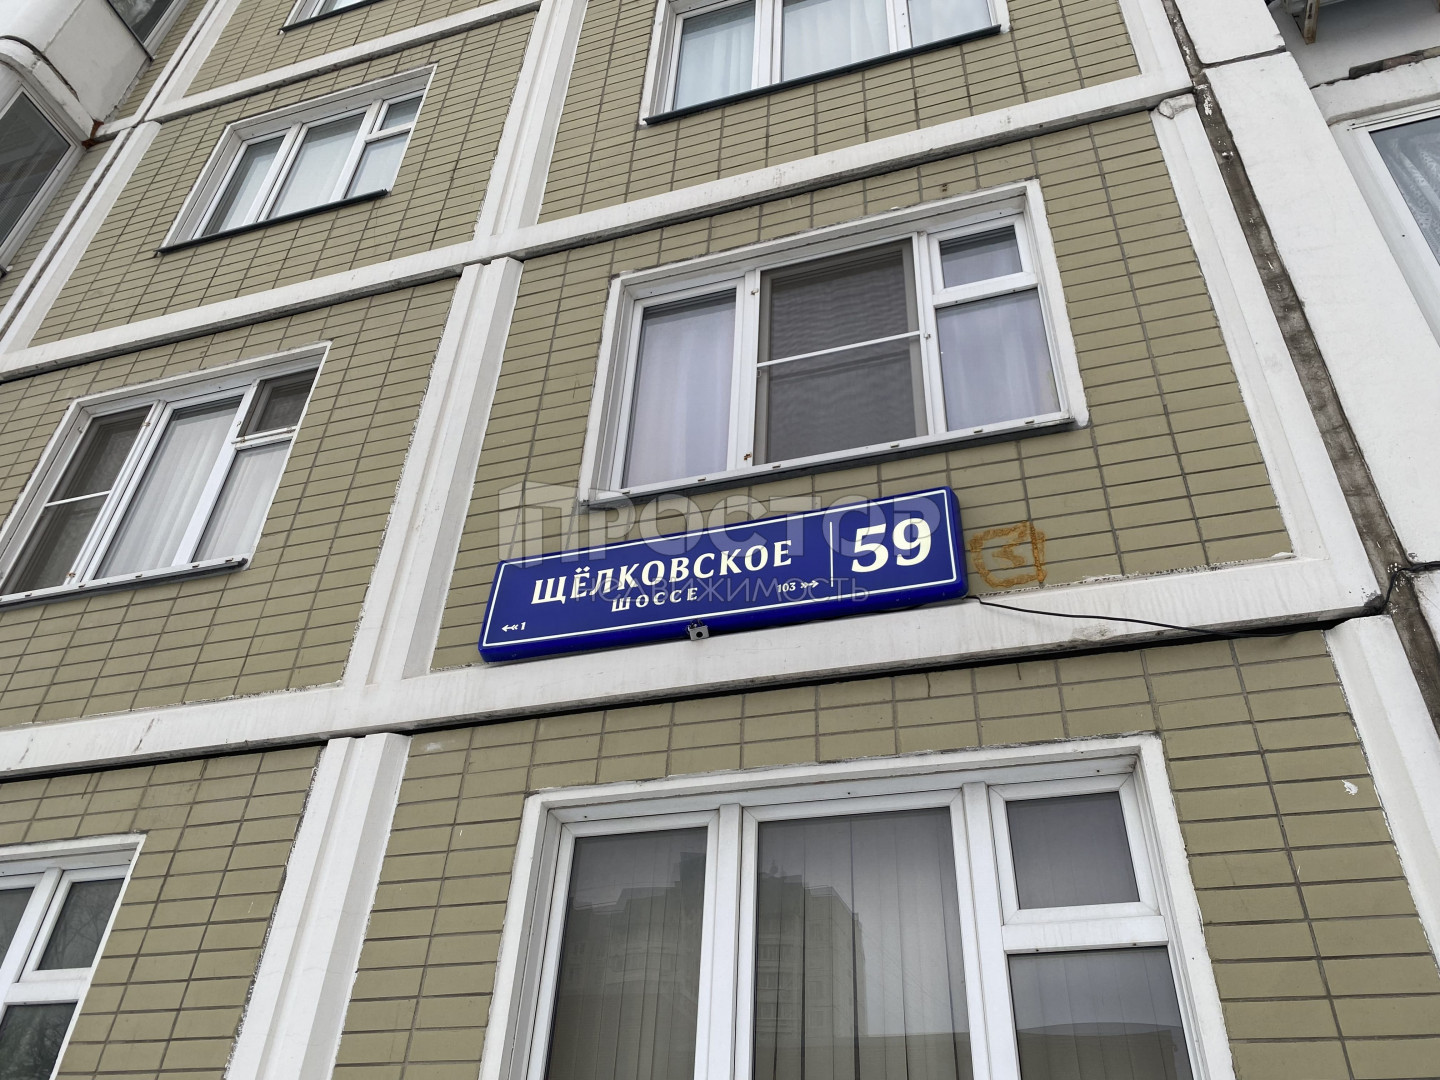 ПРОСТОР
НЕДВИЖИМОСТЬ
ЩЁЛКОВСКОЕ
ШОССЕ
59
1
103